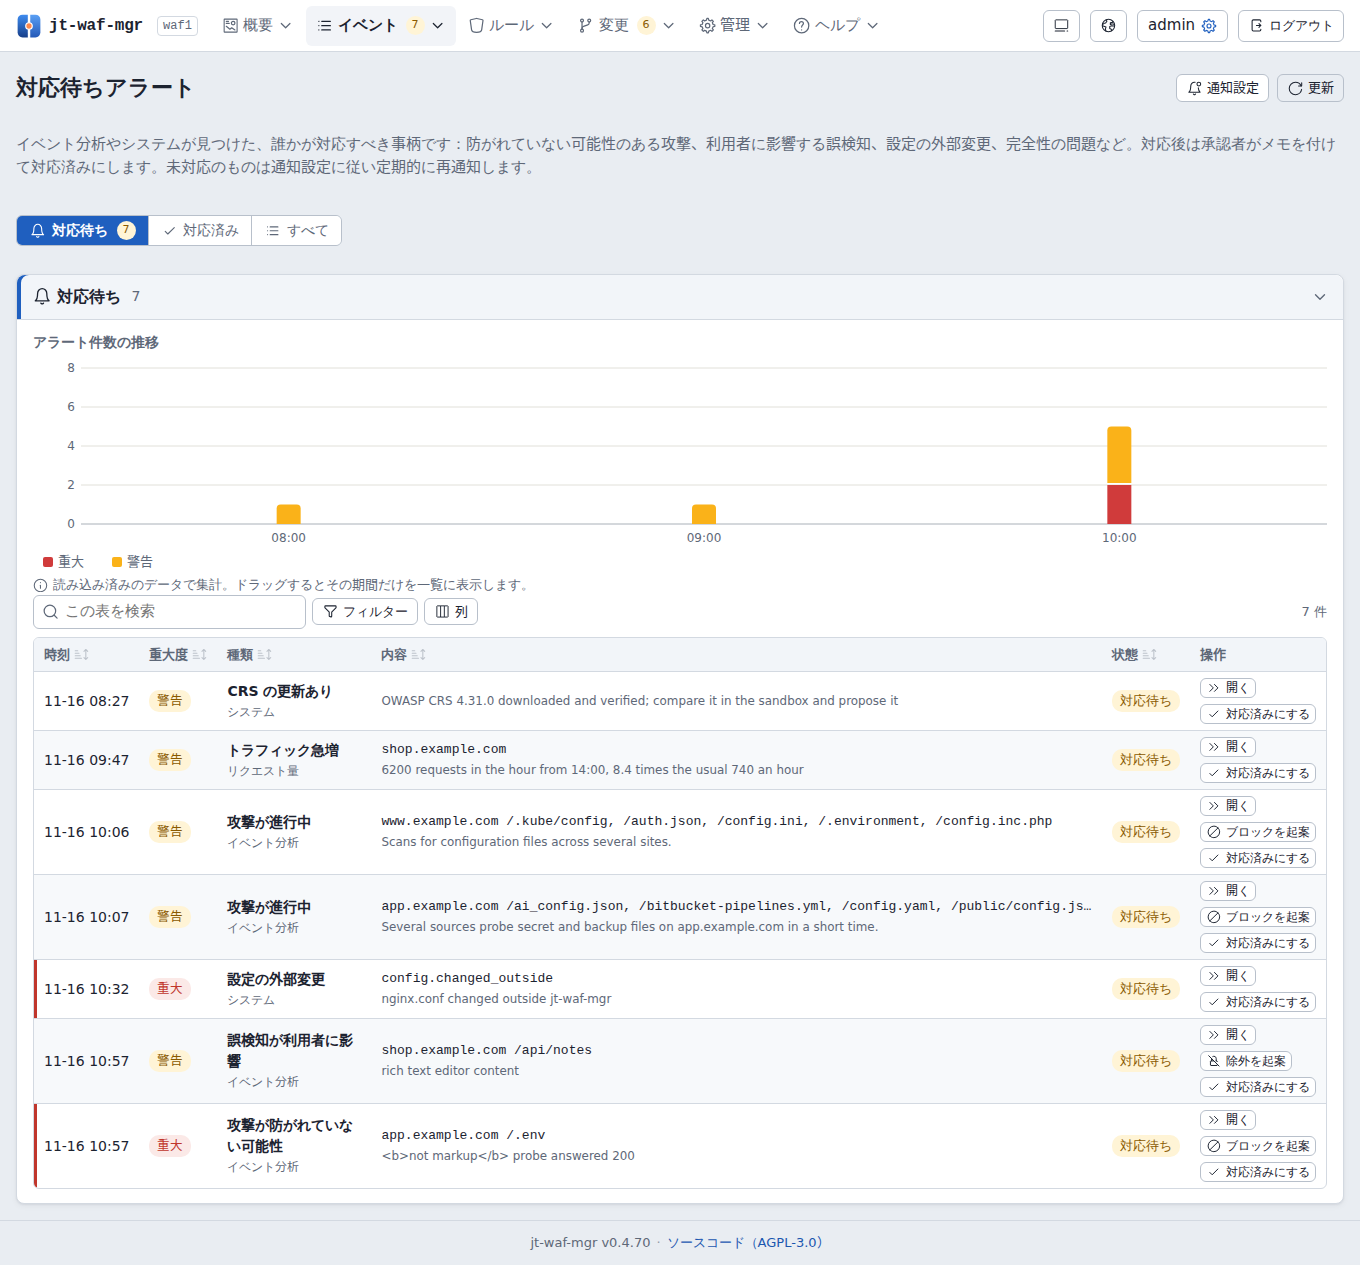 jt-waf-mgr waf1 概要 イベント 7 ルール 変更 6 管理 ヘルプ admin ログアウト
対応待ちアラート 通知設定 更新
イベント分析やシステムが見つけた、誰かが対応すべき事柄です：防がれていない可能性のある攻撃、利用者に影響する誤検知、設定の外部変更、完全性の問題など。対応後は承認者がメモを付け
て対応済みにします。未対応のものは通知設定に従い定期的に再通知します。
対応待ち 7 対応済み すべて
対応待ち 7
アラート件数の推移
8
6
4
2
0
08:00 09:00 10:00
重大 警告
読み込み済みのデータで集計。ドラッグするとその期間だけを一覧に表示します。
この表を検索 フィルター 列 7 件
時刻 重大度 種類 内容 状態 操作
11-16 08:27 警告 CRS の更新あり システム OWASP CRS 4.31.0 downloaded and verified; compare it in the sandbox and propose it 対応待ち 開く 対応済みにする
11-16 09:47 警告 トラフィック急増 リクエスト量 shop.example.com 6200 requests in the hour from 14:00, 8.4 times the usual 740 an hour 対応待ち 開く 対応済みにする
11-16 10:06 警告 攻撃が進行中 イベント分析 www.example.com /.kube/config, /auth.json, /config.ini, /.environment, /config.inc.php Scans for configuration files across several sites. 対応待ち 開く ブロックを起案 対応済みにする
11-16 10:07 警告 攻撃が進行中 イベント分析 app.example.com /ai_config.json, /bitbucket-pipelines.yml, /config.yaml, /public/config.js… Several sources probe secret and backup files on app.example.com in a short time. 対応待ち 開く ブロックを起案 対応済みにする
11-16 10:32 重大 設定の外部変更 システム config.changed_outside nginx.conf changed outside jt-waf-mgr 対応待ち 開く 対応済みにする
11-16 10:57 警告 誤検知が利用者に影響 イベント分析 shop.example.com /api/notes rich text editor content 対応待ち 開く 除外を起案 対応済みにする
11-16 10:57 重大 攻撃が防がれていない可能性 イベント分析 app.example.com /.env <b>not markup</b> probe answered 200 対応待ち 開く ブロックを起案 対応済みにする
jt-waf-mgr v0.4.70 · ソースコード（AGPL-3.0）